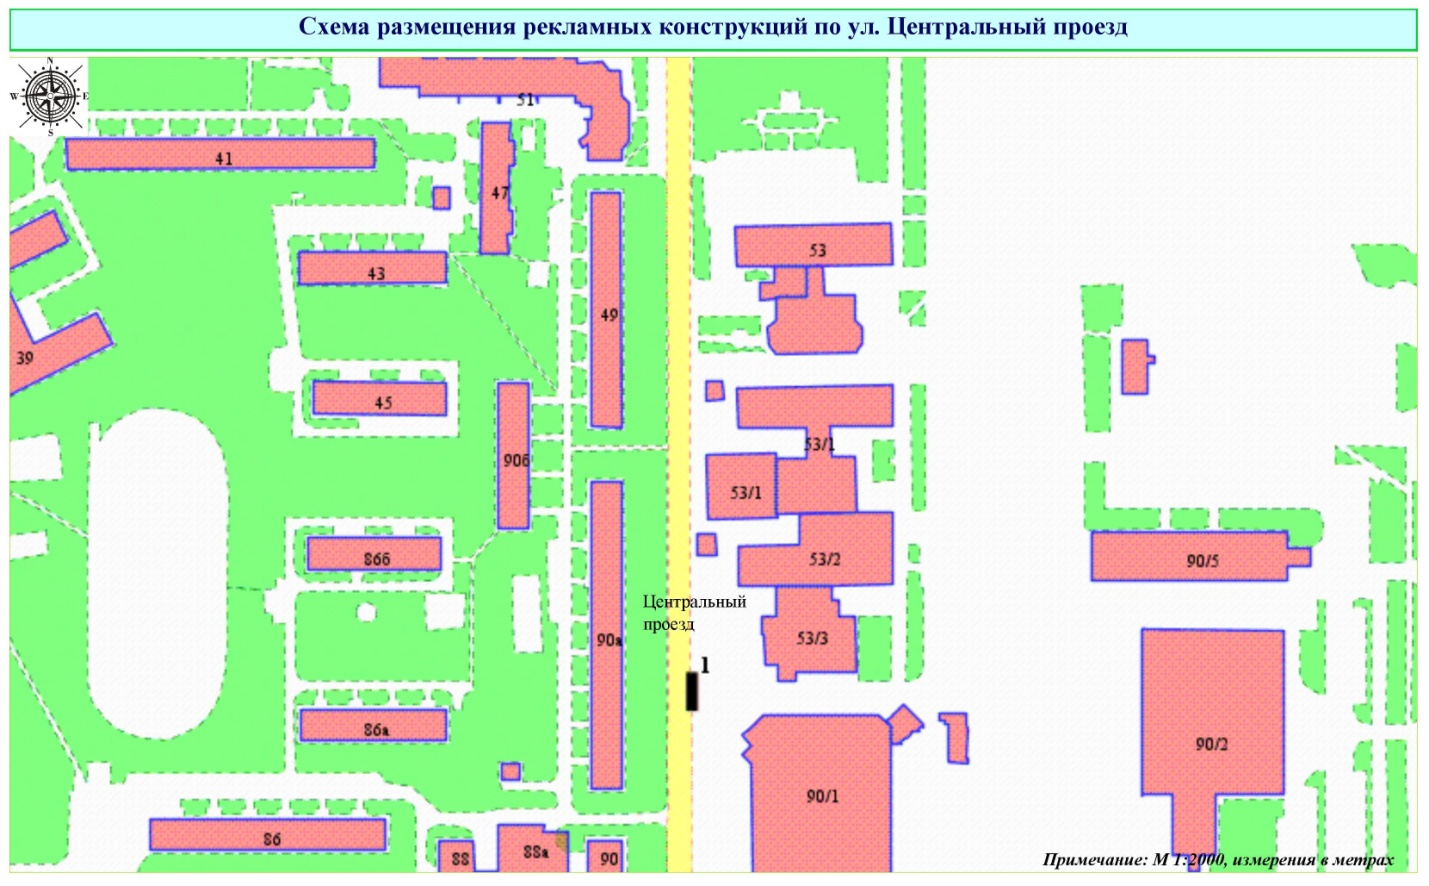 Схема размещения рекламных конструкций по ул. Центральный проезд
N
W E
S
51
41
47
53
43
49
39
45
53/1
90б
53/1
86б
53/2
90/5
Центральный
проезд
53/3
90а
1
86а
90/2
90/1
86
88
88а
90
Примечание: М 1:2000, измерения в метрах